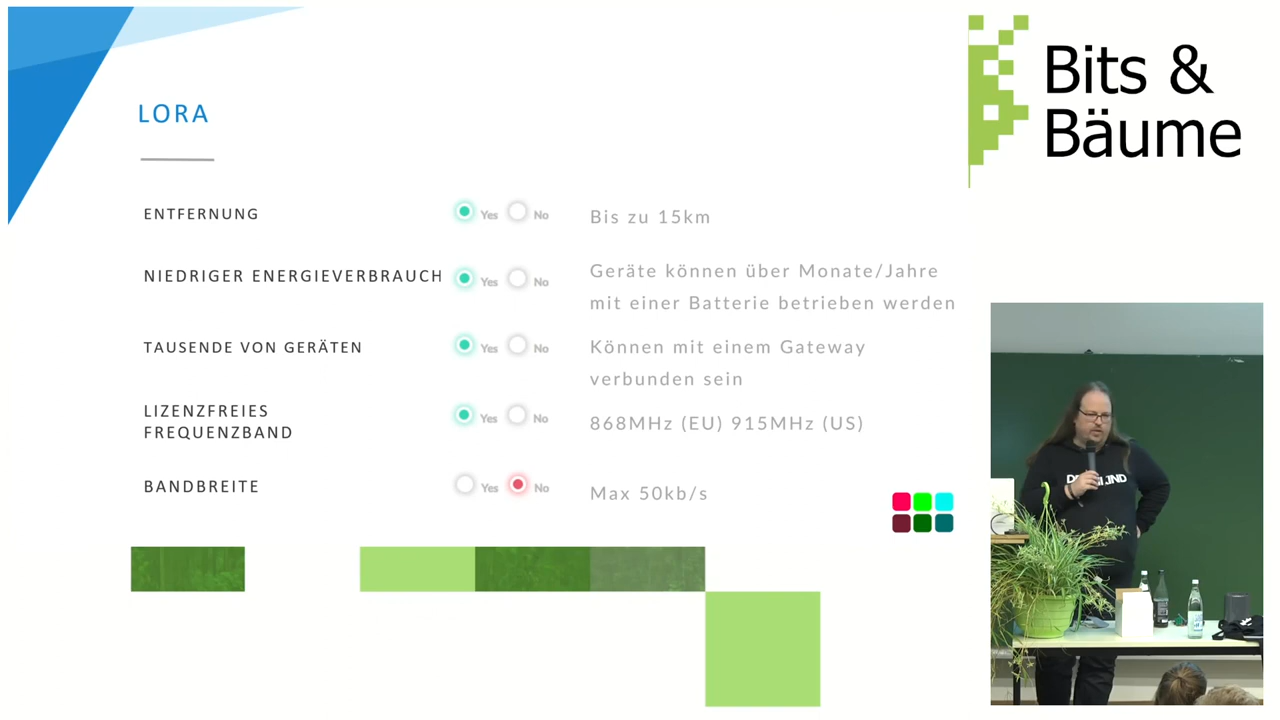 LORA
Bits &
Bäume
ENTFERNUNG
Yes No
Bis zu 15km
NIEDRIGER ENERGIEVERBRAUCH
Yes No
Geräte können über Monate/Jahre
mit einer Batterie betrieben werden
TAUSENDE VON GERÄTEN
Yes No
Können mit einem Gateway
verbunden sein
LIZENZFREIES
FREQUENZBAND
Yes No
868MHz (EU) 915MHz (US)
BANDBREITE
Yes No
Max 50kb/s